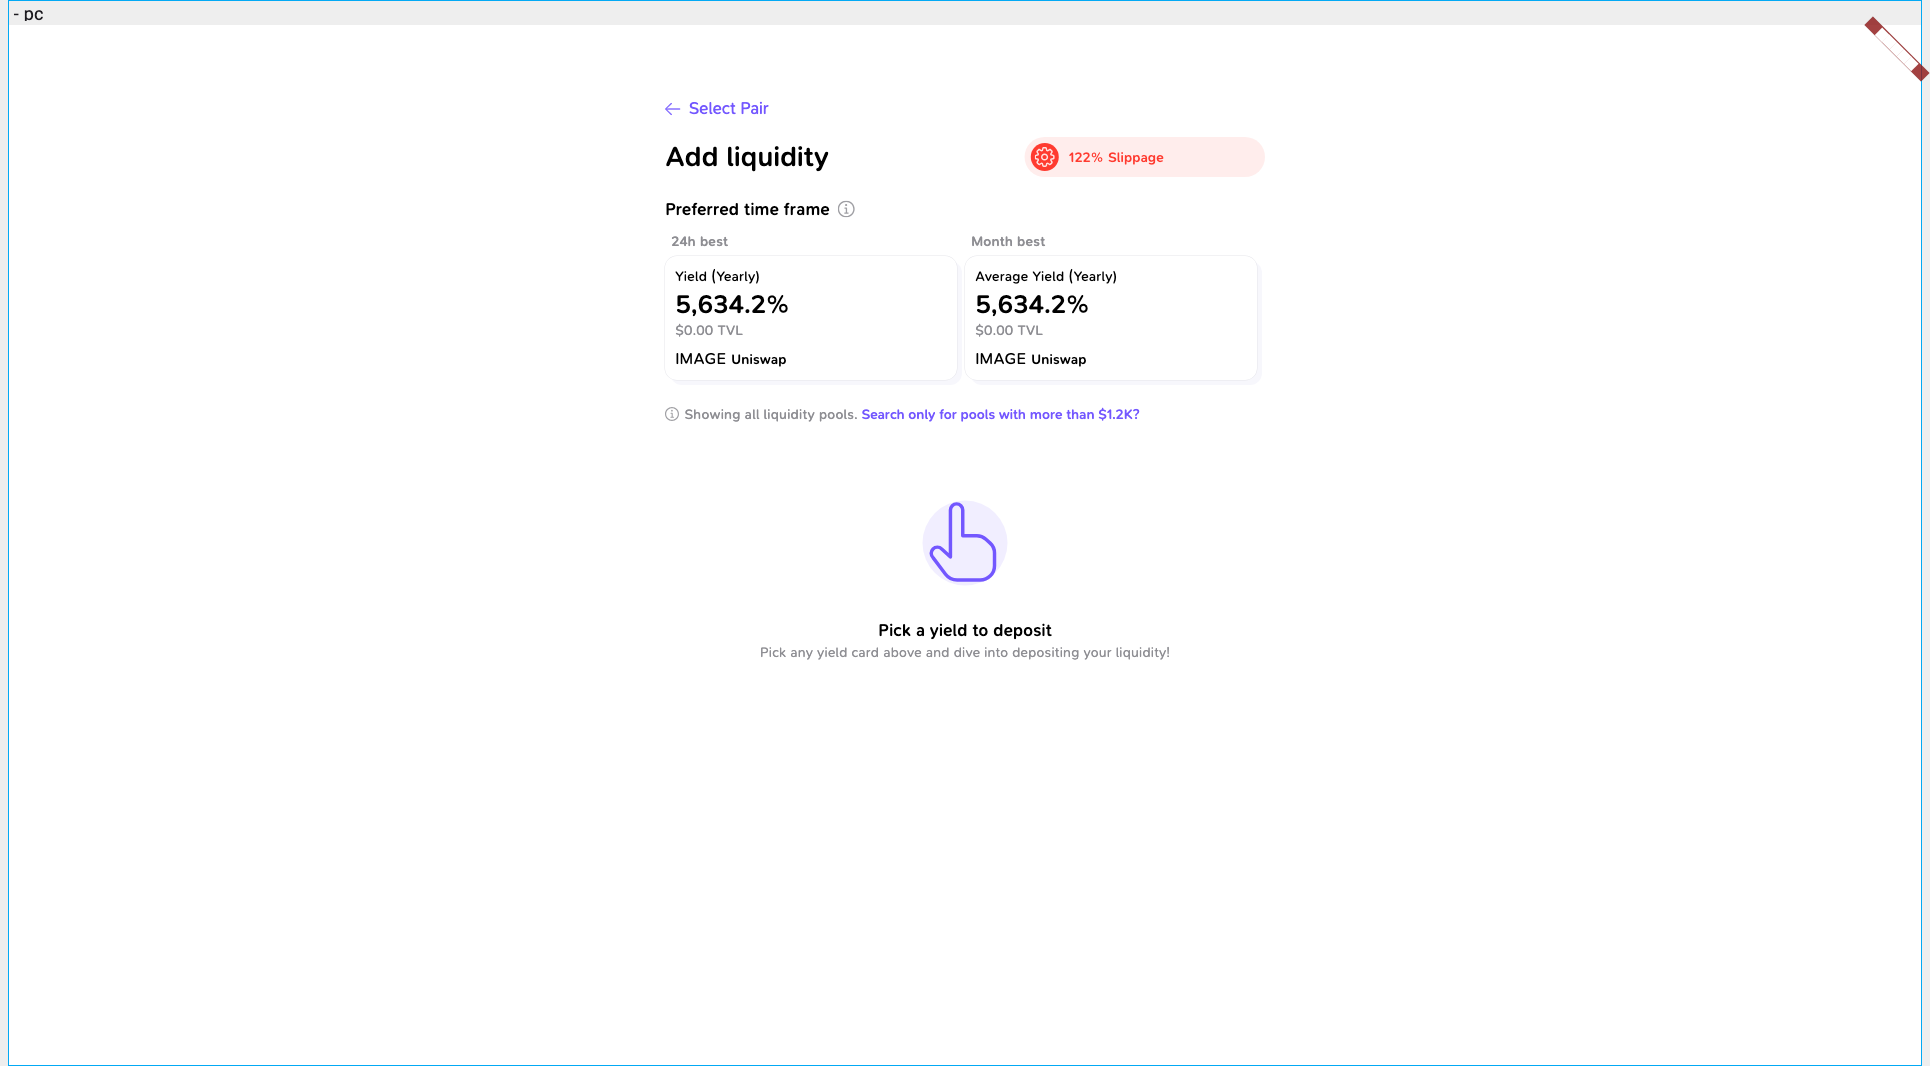 - pc
Select Pair
Add liquidity
122% Slippage
Preferred time frame
24h best
Month best
Yield (Yearly)
5,634.2%
$0.00 TVL
IMAGE Uniswap
Average Yield (Yearly)
5,634.2%
$0.00 TVL
IMAGE Uniswap
Showing all liquidity pools. Search only for pools with more than $1.2K?
Pick a yield to deposit
Pick any yield card above and dive into depositing your liquidity!